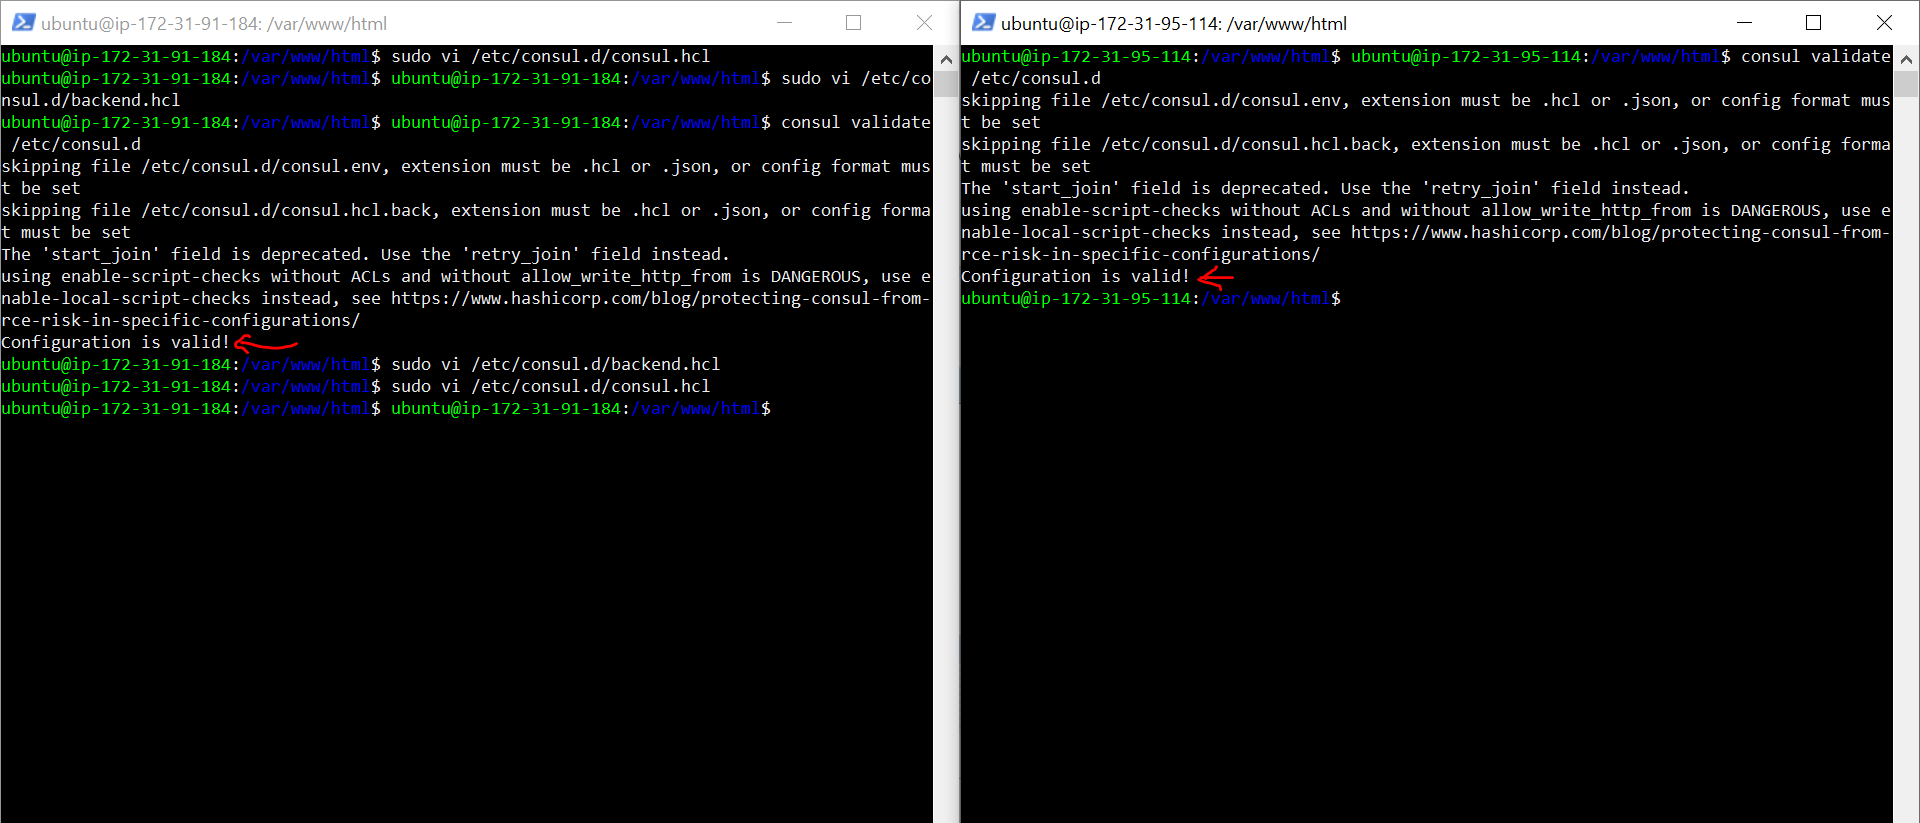 ubuntu@ip-172-31-91-184: /var/www/html
ubuntu@ip-172-31-91-184:/var/www/html$ sudo vi /etc/consul.d/consul.hcl
ubuntu@ip-172-31-91-184:/var/www/html$ ubuntu@ip-172-31-91-184:/var/www/html$ sudo vi /etc/co
nsul.d/backend.hcl
ubuntu@ip-172-31-91-184:/var/www/html$ ubuntu@ip-172-31-91-184:/var/www/html$ consul validate
 /etc/consul.d
skipping file /etc/consul.d/consul.env, extension must be .hcl or .json, or config format mus
t be set
skipping file /etc/consul.d/consul.hcl.back, extension must be .hcl or .json, or config forma
t must be set
The 'start_join' field is deprecated. Use the 'retry_join' field instead.
using enable-script-checks without ACLs and without allow_write_http_from is DANGEROUS, use e
nable-local-script-checks instead, see https://www.hashicorp.com/blog/protecting-consul-from-
rce-risk-in-specific-configurations/
Configuration is valid!
ubuntu@ip-172-31-91-184:/var/www/html$ sudo vi /etc/consul.d/backend.hcl
ubuntu@ip-172-31-91-184:/var/www/html$ sudo vi /etc/consul.d/consul.hcl
ubuntu@ip-172-31-91-184:/var/www/html$ ubuntu@ip-172-31-91-184:/var/www/html$
ubuntu@ip-172-31-95-114: /var/www/html
ubuntu@ip-172-31-95-114:/var/www/html$ ubuntu@ip-172-31-95-114:/var/www/html$ consul validate
 /etc/consul.d
skipping file /etc/consul.d/consul.env, extension must be .hcl or .json, or config format mus
t be set
skipping file /etc/consul.d/consul.hcl.back, extension must be .hcl or .json, or config forma
t must be set
The 'start_join' field is deprecated. Use the 'retry_join' field instead.
using enable-script-checks without ACLs and without allow_write_http_from is DANGEROUS, use e
nable-local-script-checks instead, see https://www.hashicorp.com/blog/protecting-consul-from-
rce-risk-in-specific-configurations/
Configuration is valid!
ubuntu@ip-172-31-95-114:/var/www/html$